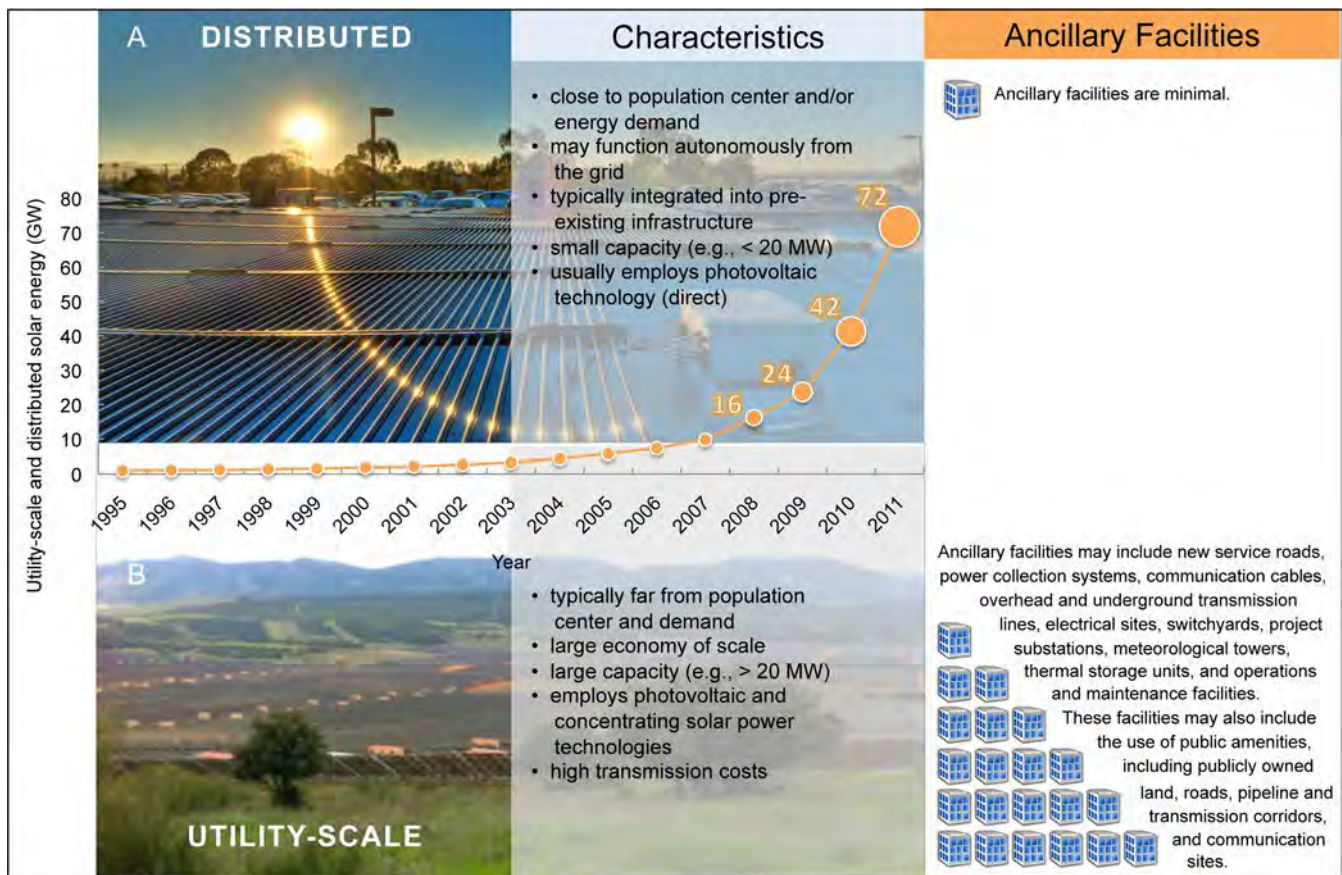 A
DISTRIBUTED
Characteristics
Ancillary Facilities
• close to population center and/or
energy demand
• may function autonomously from
the grid
• typically integrated into pre-
existing infrastructure
• small capacity (e.g., < 20 MW)
• usually employs photovoltaic
technology (direct)
Ancillary facilities are minimal.
Utility-scale and distributed solar energy (GW)
80
70
60
50
40
30
20
10
0
16
24
42
72
1995
1996
1997
1998
1999
2000
2001
2002
2003
2004
2005
2006
2007
2008
2009
2010
2011
Year
B
UTILITY-SCALE
• typically far from population
center and demand
• large economy of scale
• large capacity (e.g., > 20 MW)
• employs photovoltaic and
concentrating solar power
technologies
• high transmission costs
Ancillary facilities may include new service roads,
power collection systems, communication cables,
overhead and underground transmission
lines, electrical sites, switchyards, project
substations, meteorological towers,
thermal storage units, and operations
and maintenance facilities.
These facilities may also include
the use of public amenities,
including publicly owned
land, roads, pipeline and
transmission corridors,
and communication
sites.